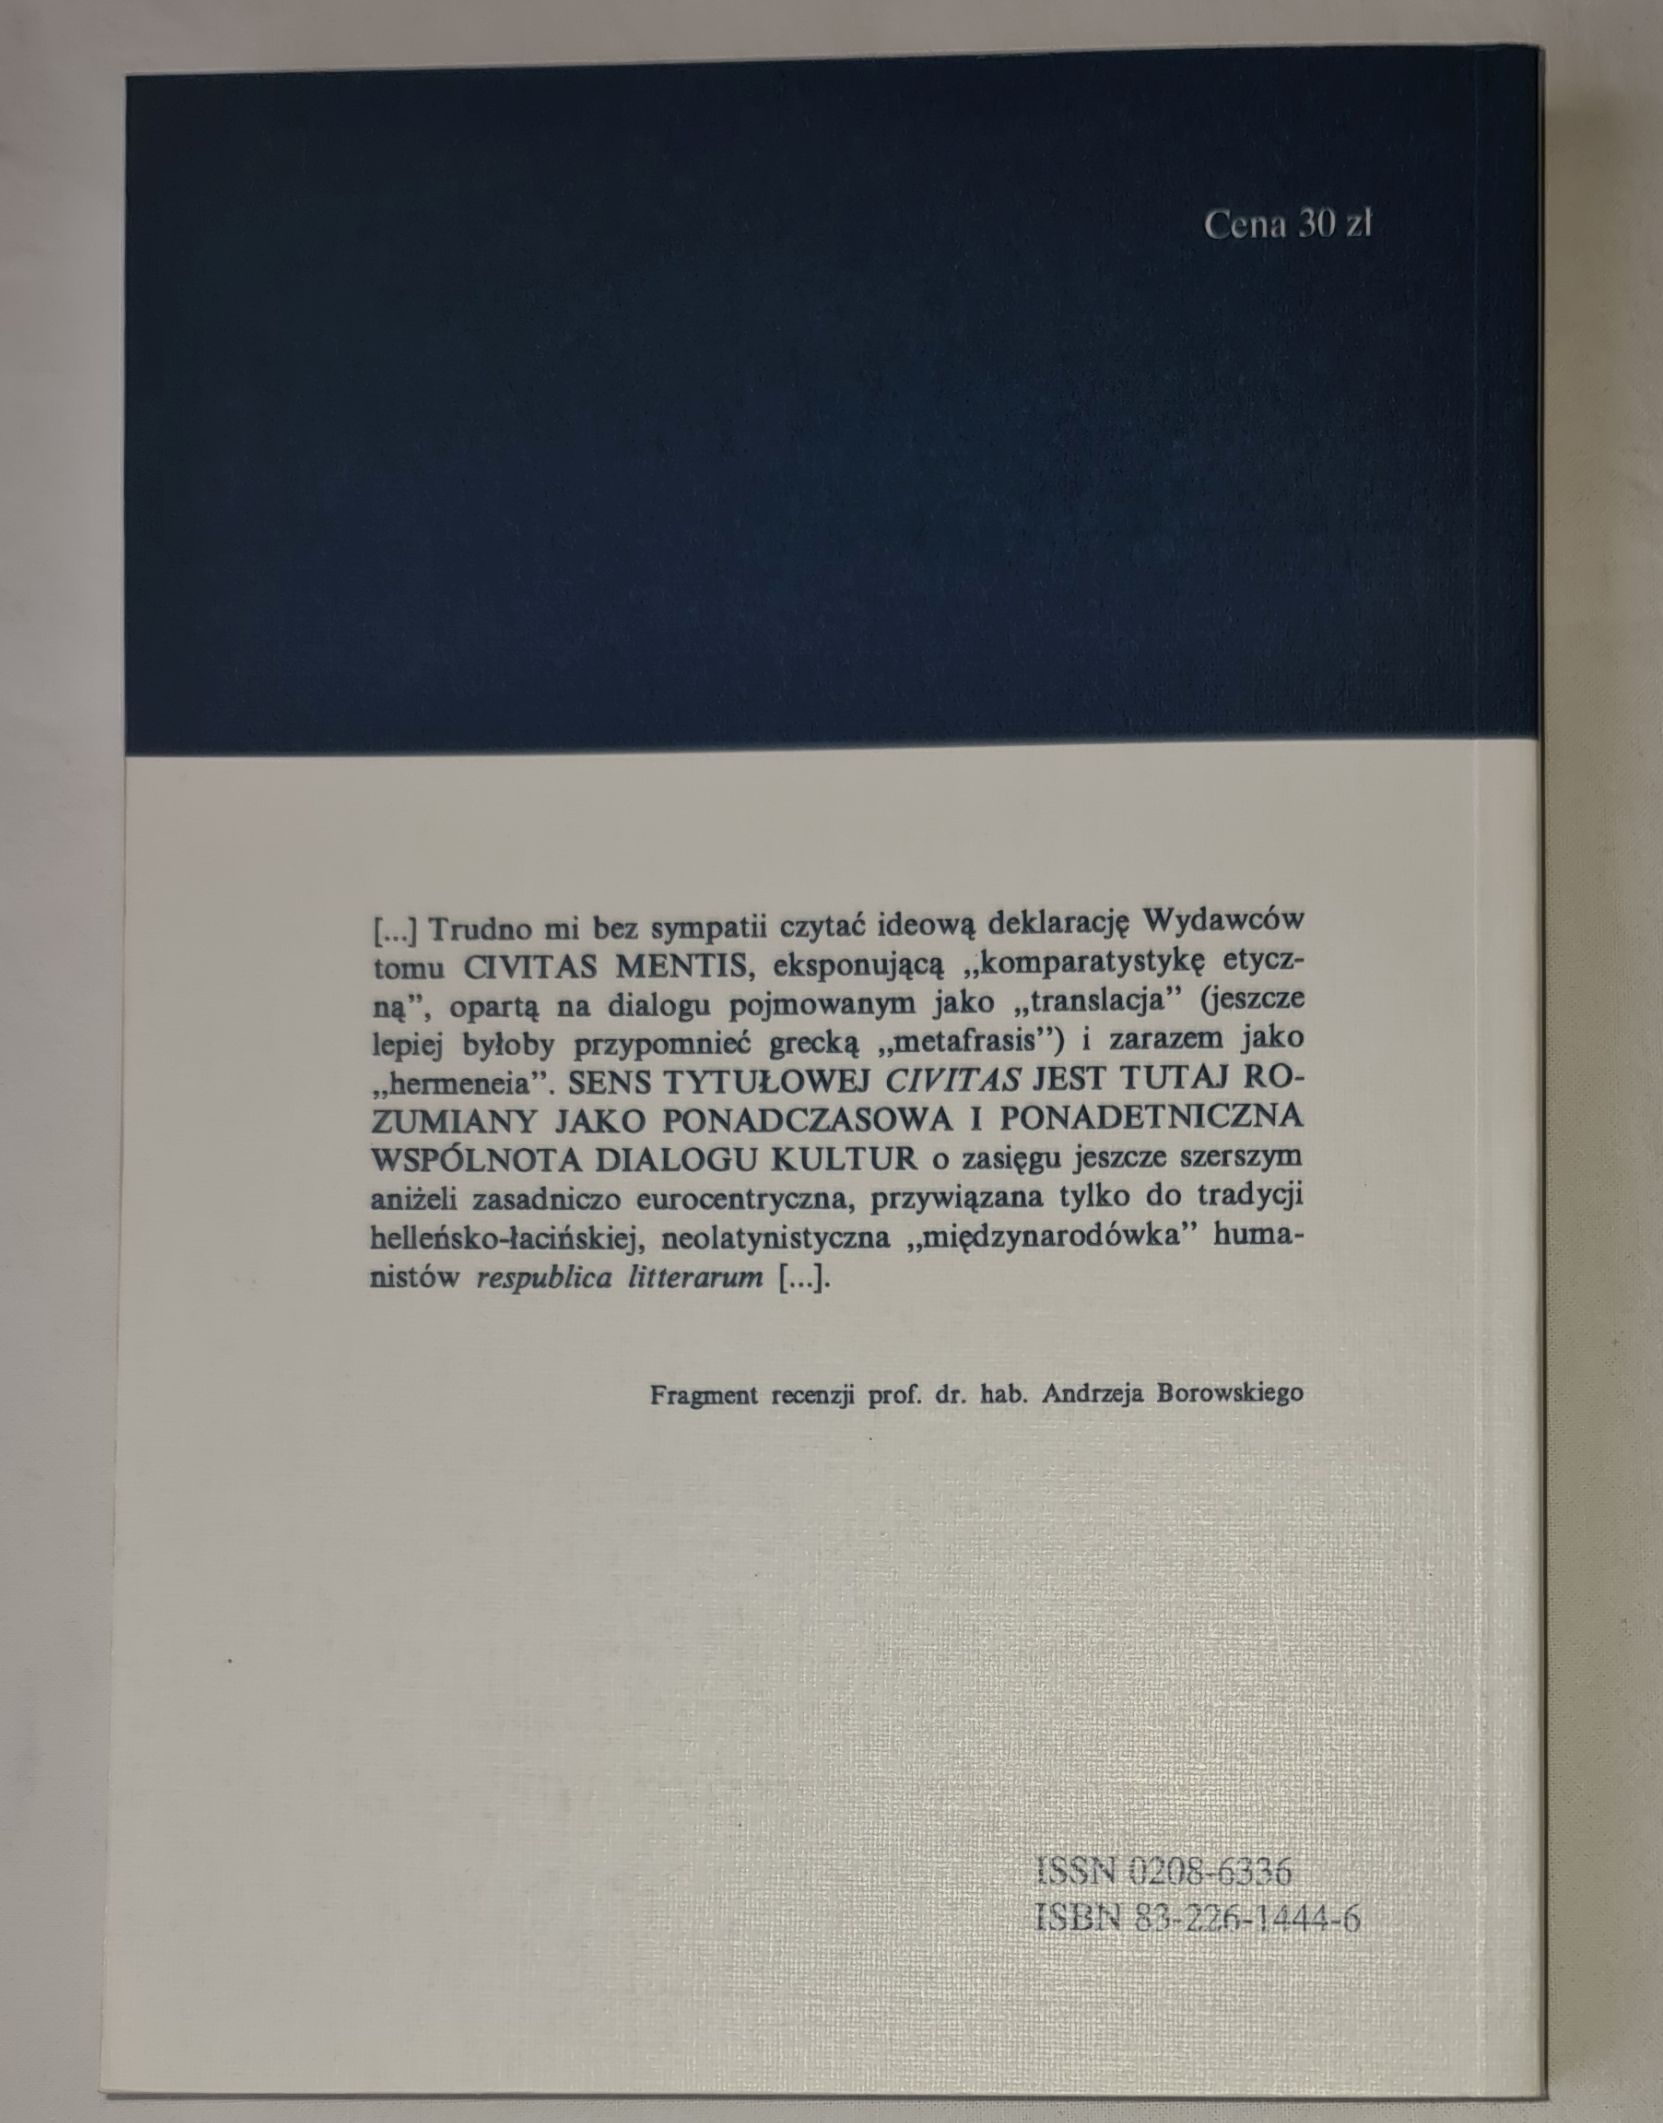 Cena 30 zł
[...] Trudno mi bez sympatii czytać ideową deklarację Wydawców
tomu CIVITAS MENTIS, eksponującą „komparatystykę etycz-
ną”, opartą na dialogu pojmowanym jako „translacja” (jeszcze
lepiej byłoby przypomnieć grecką „metafrasis”) i zarazem jako
„hermeneia”. SENS TYTUŁOWEJ CIVITAS JEST TUTAJ RO-
ZUMIANY JAKO PONADCZASOWA I PONADETNICZNA
WSPÓLNOTA DIALOGU KULTUR o zasięgu jeszcze szerszym
aniżeli zasadniczo eurocentryczna, przywiązana tylko do tradycji
helleńsko-łacińskiej, neolatynistyczna „międzynarodówka” huma-
nistów respublica litterarum [...].
Fragment recenzji prof. dr. hab. Andrzeja Borowskiego
ISSN 0208-6336
ISBN 83-226-1444-6